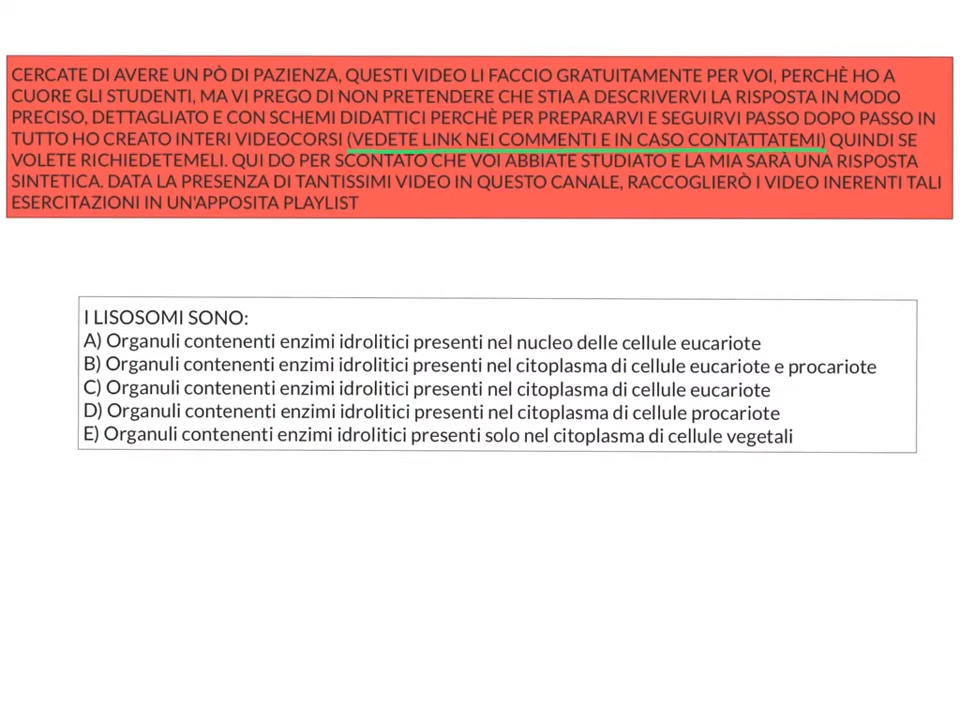 CERCATE DI AVERE UN PÒ DI PAZIENZA, QUESTI VIDEO LI FACCIO GRATUITAMENTE PER VOI, PERCHÈ HO A
CUORE GLI STUDENTI, MA VI PREGO DI NON PRETENDERE CHE STIA A DESCRIVERVI LA RISPOSTA IN MODO
PRECISO, DETTAGLIATO E CON SCHEMI DIDATTICI PERCHÈ PER PREPARARVI E SEGUIRVI PASSO DOPO PASSO IN
TUTTO HO CREATO INTERI VIDEOCORSI (VEDETE LINK NEI COMMENTI E IN CASO CONTATTATEMI) QUINDI SE
VOLETE RICHIEDETEMELI. QUI DO PER SCONTATO CHE VOI ABBIATE STUDIATO E LA MIA SARÀ UNA RISPOSTA
SINTETICA. DATA LA PRESENZA DI TANTISSIMI VIDEO IN QUESTO CANALE, RACCOGLIERÒ I VIDEO INERENTI TALI
ESERCITAZIONI IN UN'APPOSITA PLAYLIST
I LISOSOMI SONO:
A) Organuli contenenti enzimi idrolitici presenti nel nucleo delle cellule eucariote
B) Organuli contenenti enzimi idrolitici presenti nel citoplasma di cellule eucariote e procariote
C) Organuli contenenti enzimi idrolitici presenti nel citoplasma di cellule eucariote
D) Organuli contenenti enzimi idrolitici presenti nel citoplasma di cellule procariote
E) Organuli contenenti enzimi idrolitici presenti solo nel citoplasma di cellule vegetali